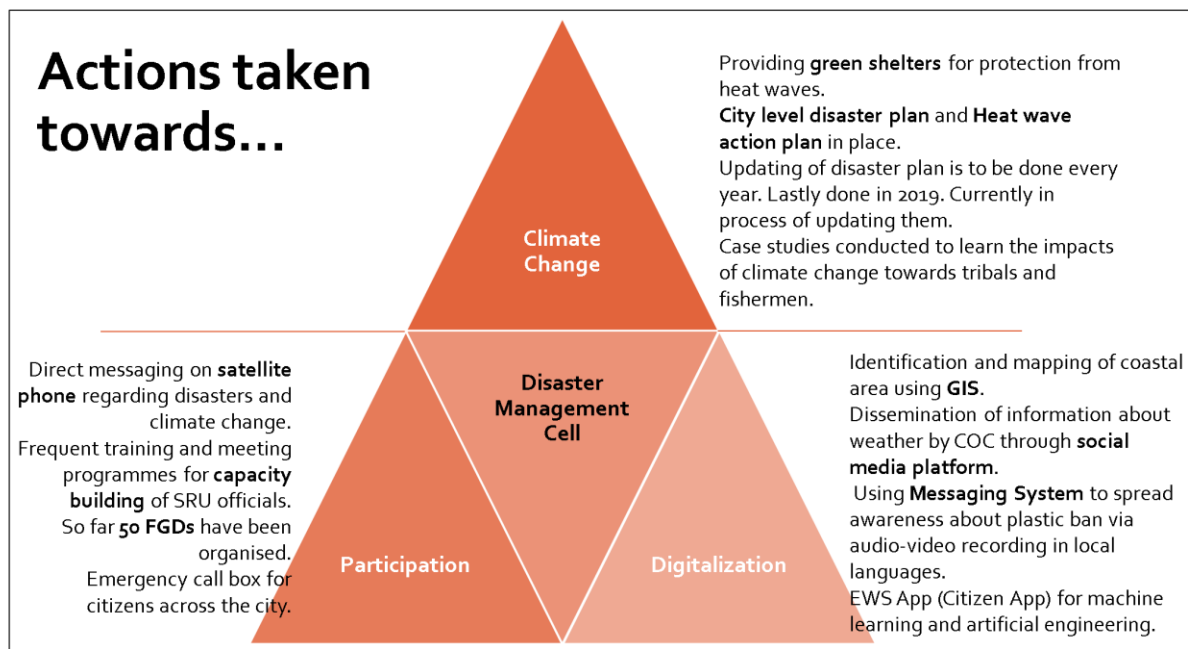 Actions taken
towards...
Providing green shelters for protection from
heat waves.
City level disaster plan and Heat wave
action plan in place.
Updating of disaster plan is to be done every
year. Lastly done in 2019. Currently in
process of updating them.
Case studies conducted to learn the impacts
of climate change towards tribals and
fishermen.
Climate
Change
Direct messaging on satellite
phone regarding disasters and
climate change.
Frequent training and meeting
programmes for capacity
building of SRU officials.
So far 50 FGDs have been
organised.
Emergency call box for
citizens across the city.
Participation
Disaster
Management
Cell
Digitalization
Identification and mapping of coastal
area using GIS.
Dissemination of information about
weather by COC through social
media platform.
Using Messaging System to spread
awareness about plastic ban via
audio-video recording in local
languages.
EWS App (Citizen App) for machine
learning and artificial engineering.